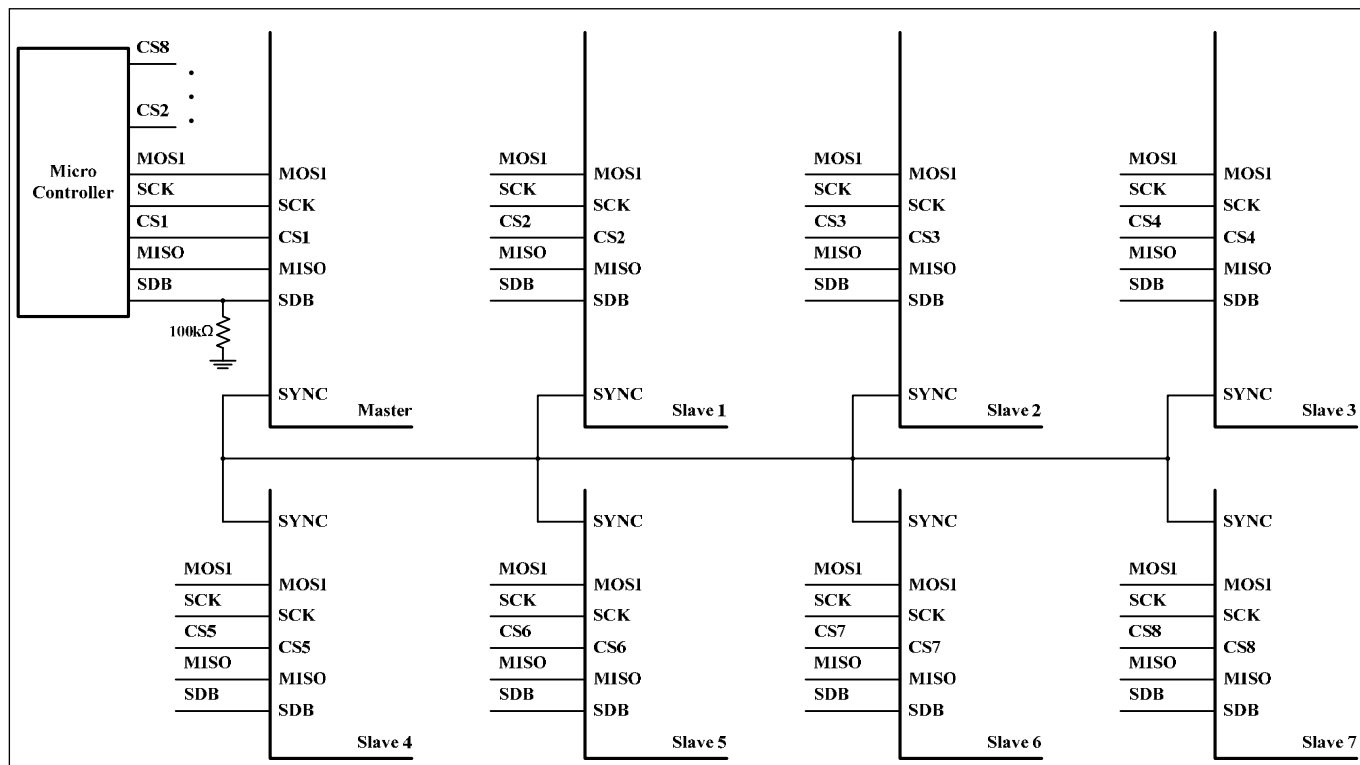 CS8
CS2
Micro
Controller
MOS1
SCK
CS1
MISO
SDB
100kΩ
MOS1
SCK
CS1
MISO
SDB
SYNC
Master
MOS1
SCK
CS2
MISO
SDB
MOS1
SCK
CS2
MISO
SDB
SYNC
Slave 1
MOS1
SCK
CS3
MISO
SDB
MOS1
SCK
CS3
MISO
SDB
SYNC
Slave 2
MOS1
SCK
CS4
MISO
SDB
MOS1
SCK
CS4
MISO
SDB
SYNC
Slave 3
SYNC
MOS1
SCK
CS5
MISO
SDB
MOS1
SCK
CS5
MISO
SDB
Slave 4
SYNC
MOS1
SCK
CS6
MISO
SDB
MOS1
SCK
CS6
MISO
SDB
Slave 5
SYNC
MOS1
SCK
CS7
MISO
SDB
MOS1
SCK
CS7
MISO
SDB
Slave 6
SYNC
MOS1
SCK
CS8
MISO
SDB
MOS1
SCK
CS8
MISO
SDB
Slave 7